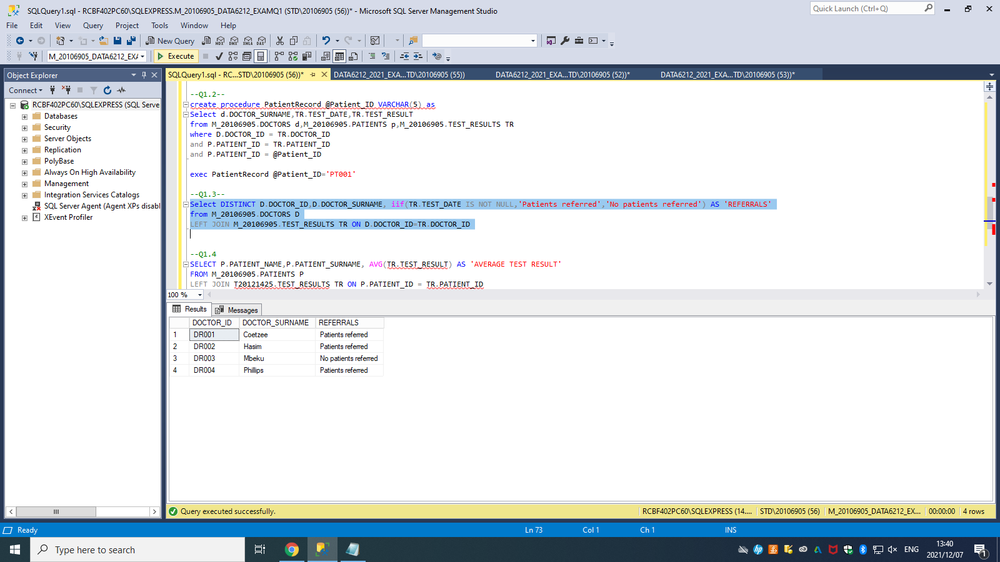 SQLQuery1.sql - RCBF402PC60\SQLEXPRESS.M_20106905_DATA6212_EXAMQ1 (STD\20106905 (56))* - Microsoft SQL Server Management Studio
Quick Launch (Ctrl+Q)
File Edit View Query Project Tools Window Help
New Query
MDX DMX XMLA DAX
M_20106905_DATA6212_EXA
Execute
Object Explorer
SQLQuery1.sql - RC...STD\20106905 (56))*
DATA6212_2021_EXA...TD\20106905 (55))
DATA6212_2021_EXA...TD\20106905 (52))*
DATA6212_2021_EXA...TD\20106905 (53))*
Connect
RCBF402PC60\SQLEXPRESS (SQL Serve
Databases
Security
Server Objects
Replication
PolyBase
Always On High Availability
Management
Integration Services Catalogs
SQL Server Agent (Agent XPs disabl
XEvent Profiler
--Q1.2--
create procedure PatientRecord @Patient_ID VARCHAR(5) as
Select d.DOCTOR_SURNAME,TR.TEST_DATE,TR.TEST_RESULT
from M_20106905.DOCTORS d,M_20106905.PATIENTS p,M_20106905.TEST_RESULTS TR
where D.DOCTOR_ID = TR.DOCTOR_ID
and P.PATIENT_ID = TR.PATIENT_ID
and P.PATIENT_ID = @Patient_ID
exec PatientRecord @Patient_ID='PT001'
--Q1.3--
Select DISTINCT D.DOCTOR_ID,D.DOCTOR_SURNAME, iif(TR.TEST_DATE IS NOT NULL,'Patients referred','No patients referred') AS 'REFERRALS'
from M_20106905.DOCTORS D
LEFT JOIN M_20106905.TEST_RESULTS TR ON D.DOCTOR_ID=TR.DOCTOR_ID
--Q1.4
SELECT P.PATIENT_NAME,P.PATIENT_SURNAME, AVG(TR.TEST_RESULT) AS 'AVERAGE TEST RESULT'
FROM M_20106905.PATIENTS P
LEFT JOIN T20121425.TEST_RESULTS TR ON P.PATIENT_ID = TR.PATIENT_ID
100 %
Results Messages
DOCTOR_ID DOCTOR_SURNAME REFERRALS
1 DR001 Coetzee Patients referred
2 DR002 Hasim Patients referred
3 DR003 Mbeku No patients referred
4 DR004 Phillips Patients referred
Query executed successfully.
RCBF402PC60\SQLEXPRESS (14.... STD\20106905 (56) M_20106905_DATA6212_EXA... 00:00:00 4 rows
Ready Ln 73 Col 1 Ch 1 INS
Type here to search
ENG
13:40
2021/12/07
1